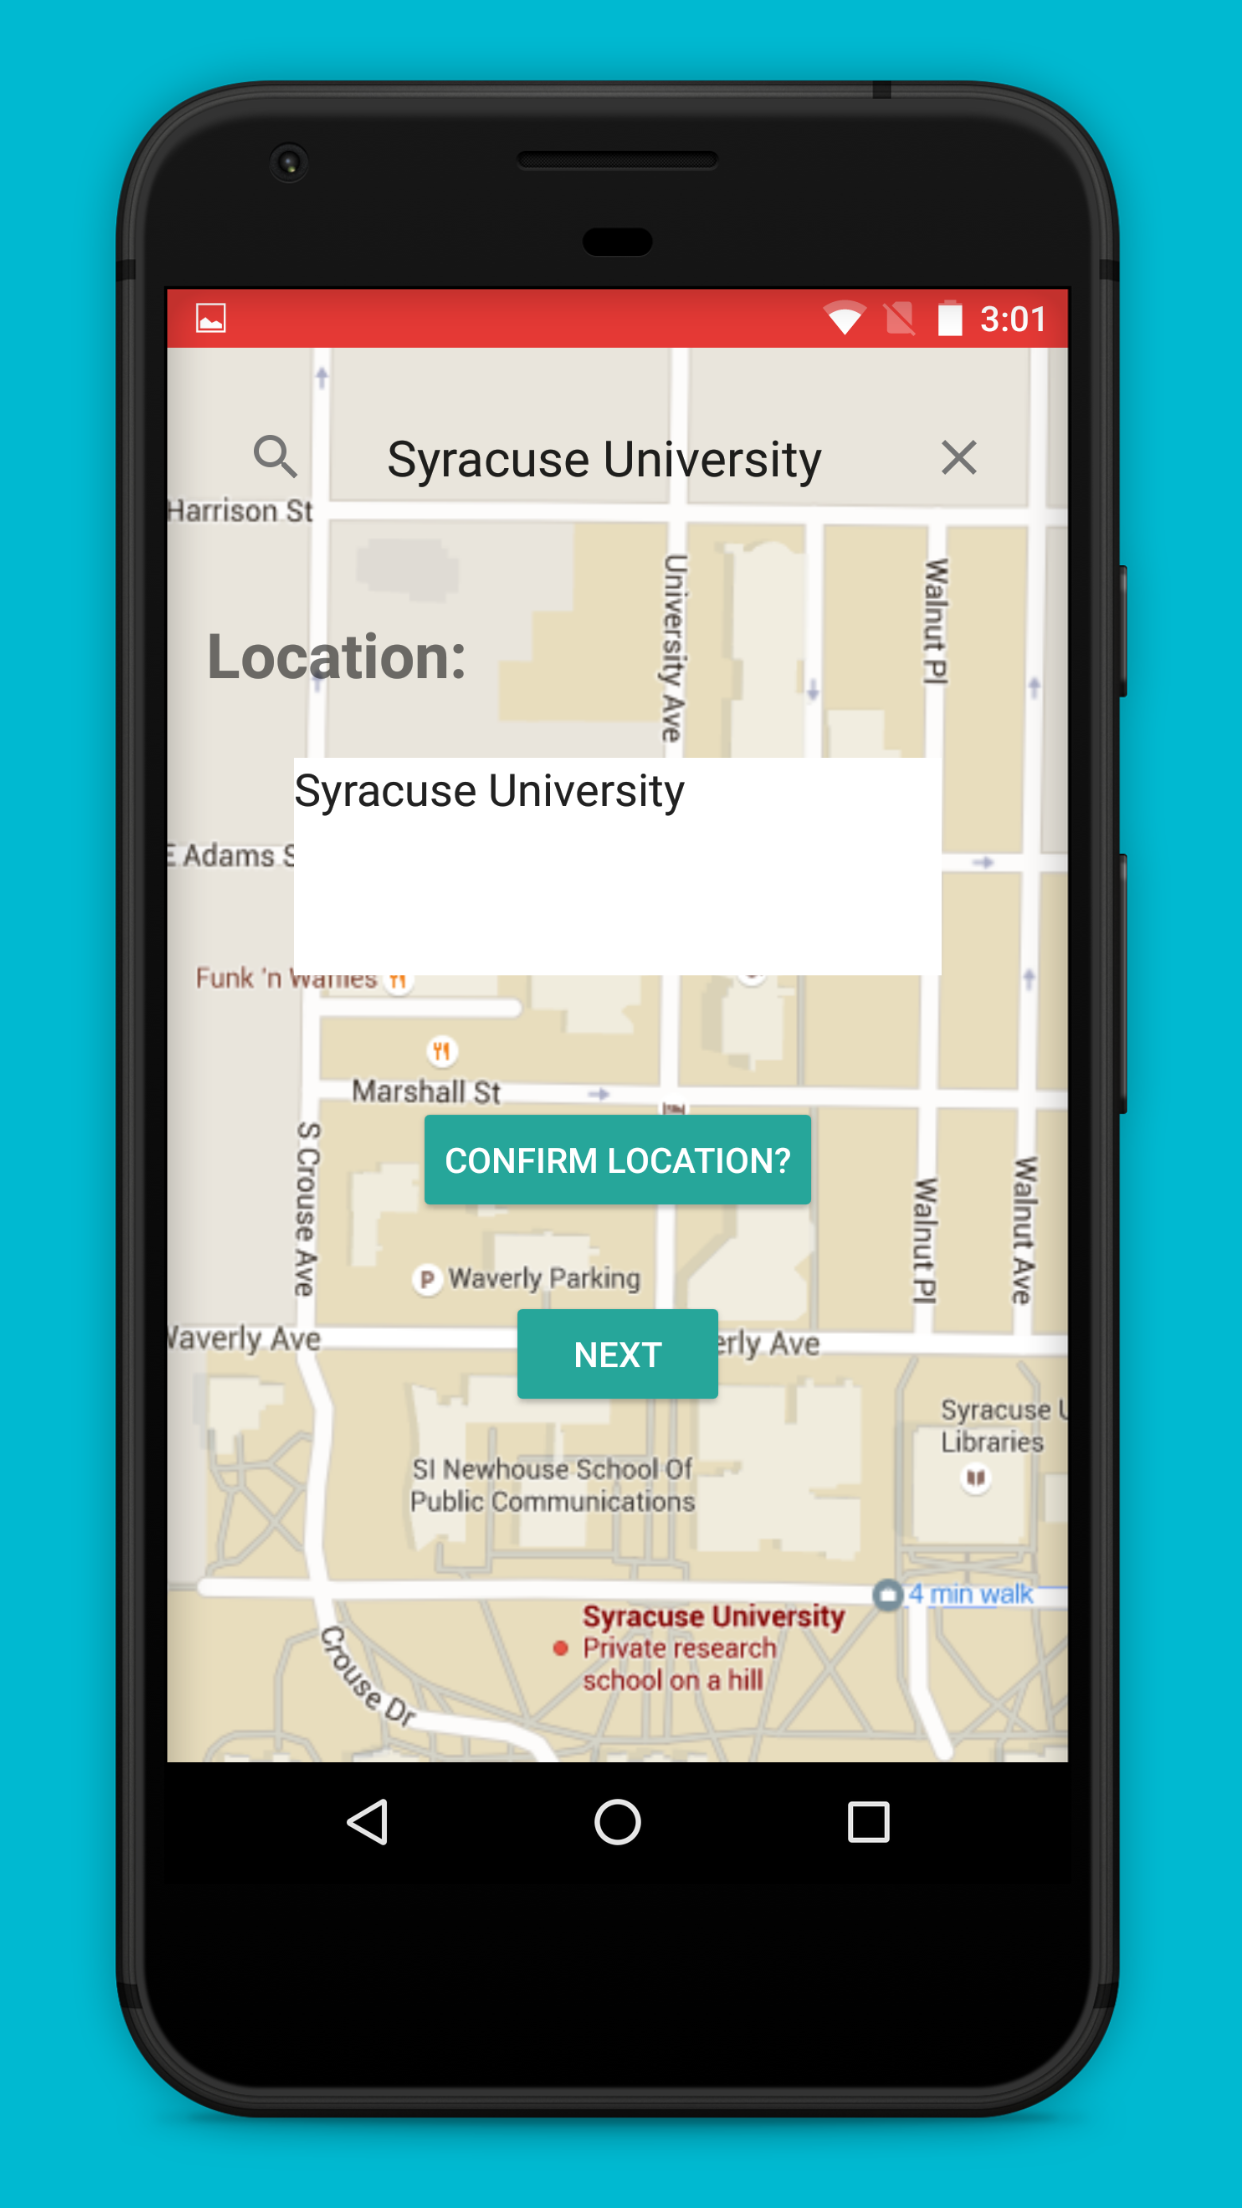 3:01
Syracuse University
Harrison St
University Ave
Walnut Pl
Location:
Syracuse University
E Adams S
Funk 'n Waffles
Marshall St
CONFIRM LOCATION?
S Crouse Ave
Walnut Pl
Walnut Ave
P Waverly Parking
Waverly Ave
NEXT
erly Ave
Syracuse U
Libraries
SI Newhouse School Of
Public Communications
4 min walk
Syracuse University
Private research
school on a hill
Crouse Dr